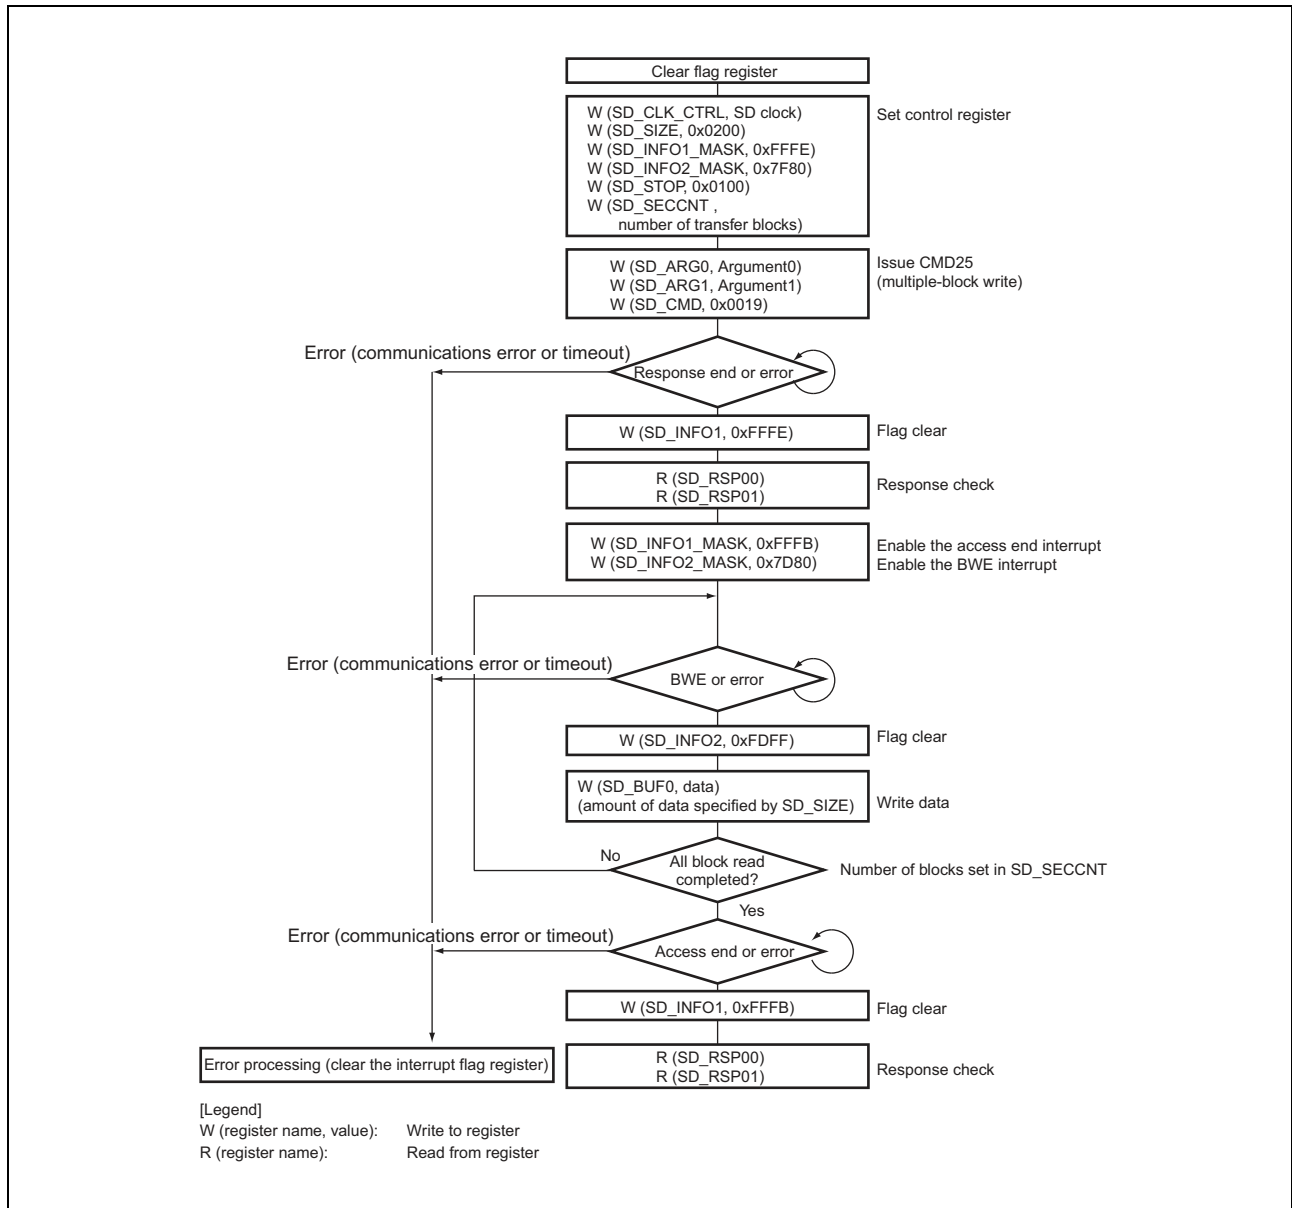 Clear flag register
W (SD_CLK_CTRL, SD clock)
W (SD_SIZE, 0x0200)
W (SD_INFO1_MASK, 0xFFFE)
W (SD_INFO2_MASK, 0x7F80)
W (SD_STOP, 0x0100)
W (SD_SECCNT ,
number of transfer blocks)
Set control register
W (SD_ARG0, Argument0)
W (SD_ARG1, Argument1)
W (SD_CMD, 0x0019)
Issue CMD25
(multiple-block write)
Error (communications error or timeout)
Response end or error
W (SD_INFO1, 0xFFFE)
Flag clear
R (SD_RSP00)
R (SD_RSP01)
Response check
W (SD_INFO1_MASK, 0xFFFB)
W (SD_INFO2_MASK, 0x7D80)
Enable the access end interrupt
Enable the BWE interrupt
Error (communications error or timeout)
BWE or error
W (SD_INFO2, 0xFDFF)
Flag clear
W (SD_BUF0, data)
(amount of data specified by SD_SIZE)
Write data
No
All block read
completed?
Number of blocks set in SD_SECCNT
Yes
Error (communications error or timeout)
Access end or error
W (SD_INFO1, 0xFFFB)
Flag clear
Error processing (clear the interrupt flag register)
R (SD_RSP00)
R (SD_RSP01)
Response check
[Legend]
W (register name, value): Write to register
R (register name): Read from register